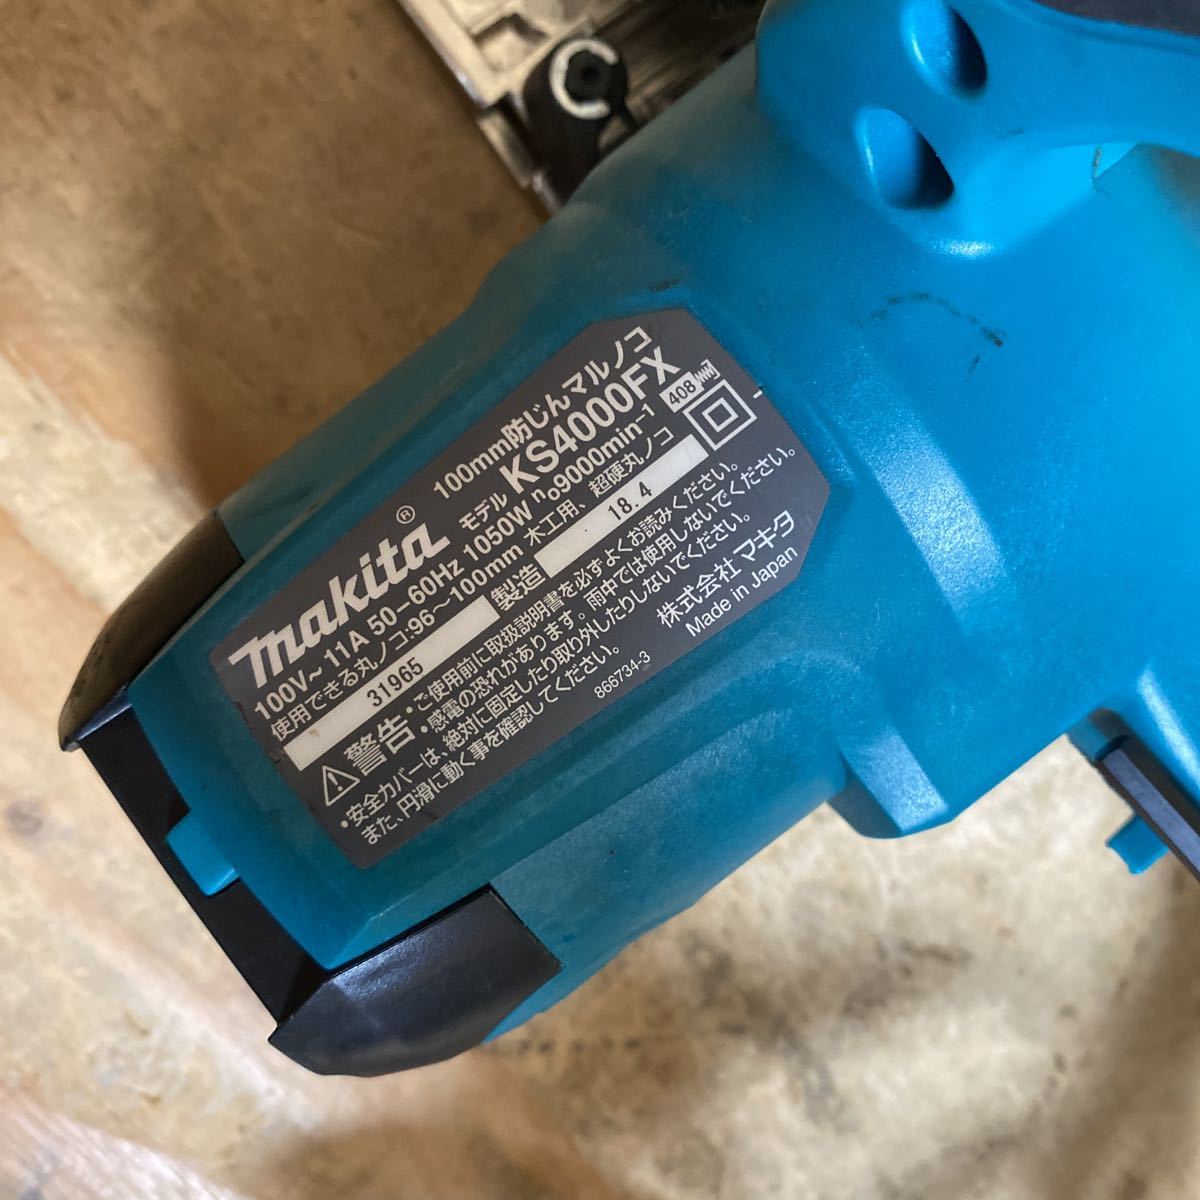 100mm防じんマルノコ
makita®
モデル KS4000FX
408
100V~ 11A 50-60Hz 1050W n₀9000min⁻¹
使用できる丸ノコ:96~100mm 木工用、超硬丸ノコ
31965 製造 18.4
警告 •ご使用前に取扱説明書を必ずよくお読みください。
•感電の恐れがあります。雨中では使用しないでください。
•安全カバーは、絶対に固定したり取り外したりしないでください。
また、円滑に動く事を確認してください。
株式会社マキタ
866734-3 Made in Japan